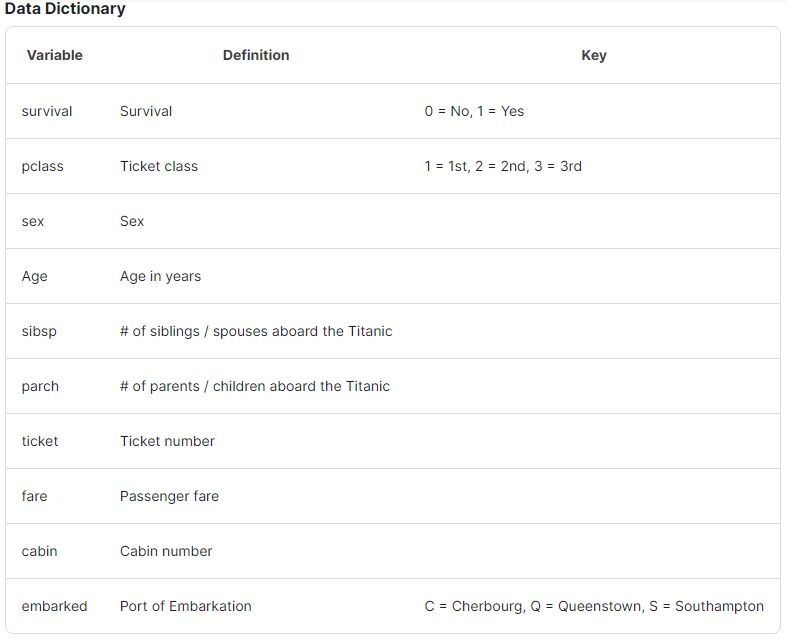 Data Dictionary
Variable Definition Key
survival Survival 0 = No, 1 = Yes
pclass Ticket class 1 = 1st, 2 = 2nd, 3 = 3rd
sex Sex
Age Age in years
sibsp # of siblings / spouses aboard the Titanic
parch # of parents / children aboard the Titanic
ticket Ticket number
fare Passenger fare
cabin Cabin number
embarked Port of Embarkation C = Cherbourg, Q = Queenstown, S = Southampton